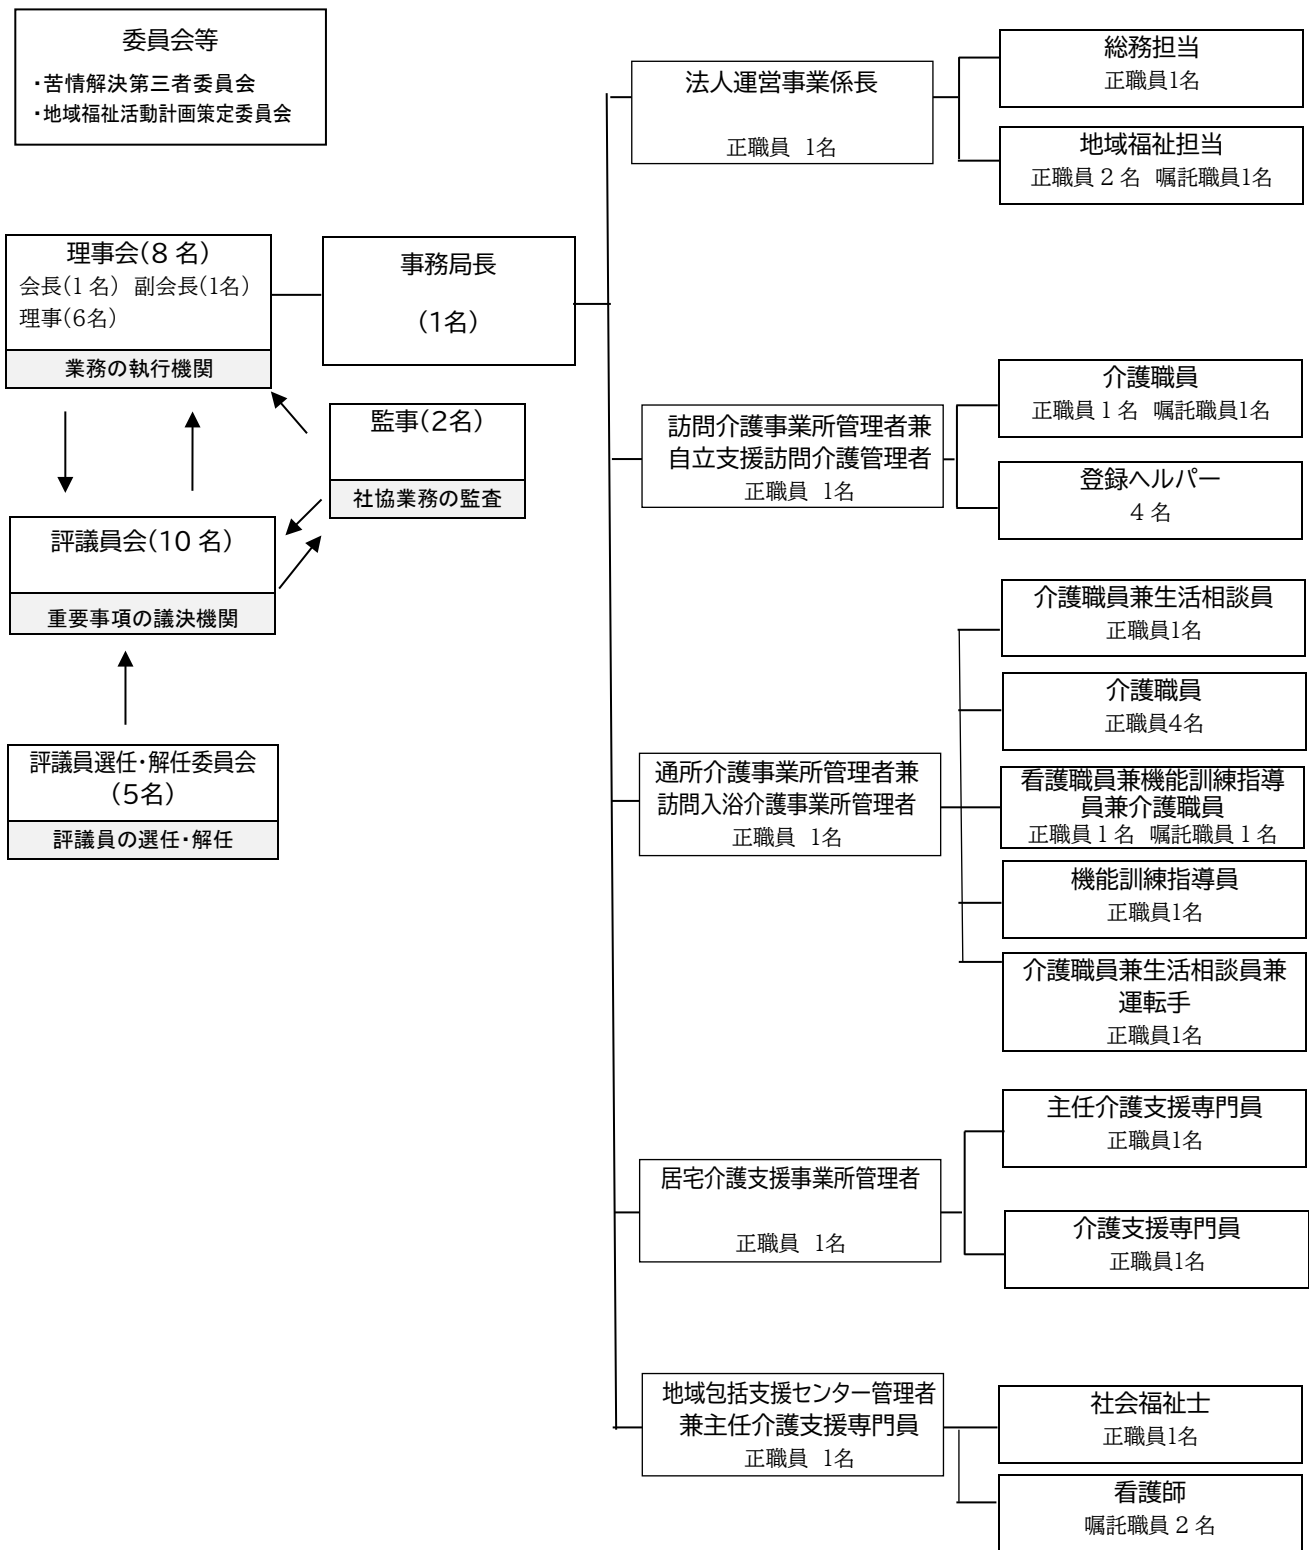 委員会等
・苦情解決第三者委員会
・地域福祉活動計画策定委員会
理事会(8 名)
会長(1 名) 副会長(1名)
理事(6名)
業務の執行機関
事務局長
(1名)
監事(2名)
社協業務の監査
評議員会(10 名)
重要事項の議決機関
評議員選任・解任委員会
(5名)
評議員の選任・解任
法人運営事業係長
正職員 1名
総務担当
正職員1名
地域福祉担当
正職員 2 名 嘱託職員1名
訪問介護事業所管理者兼
自立支援訪問介護管理者
正職員 1名
介護職員
正職員 1 名 嘱託職員1名
登録ヘルパー
4 名
通所介護事業所管理者兼
訪問入浴介護事業所管理者
正職員 1名
介護職員兼生活相談員
正職員1名
介護職員
正職員4名
看護職員兼機能訓練指導
員兼介護職員
正職員 1 名 嘱託職員 1 名
機能訓練指導員
正職員1名
介護職員兼生活相談員兼
運転手
正職員1名
居宅介護支援事業所管理者
正職員 1名
主任介護支援専門員
正職員1名
介護支援専門員
正職員1名
地域包括支援センター管理者
兼主任介護支援専門員
正職員 1名
社会福祉士
正職員1名
看護師
嘱託職員 2 名